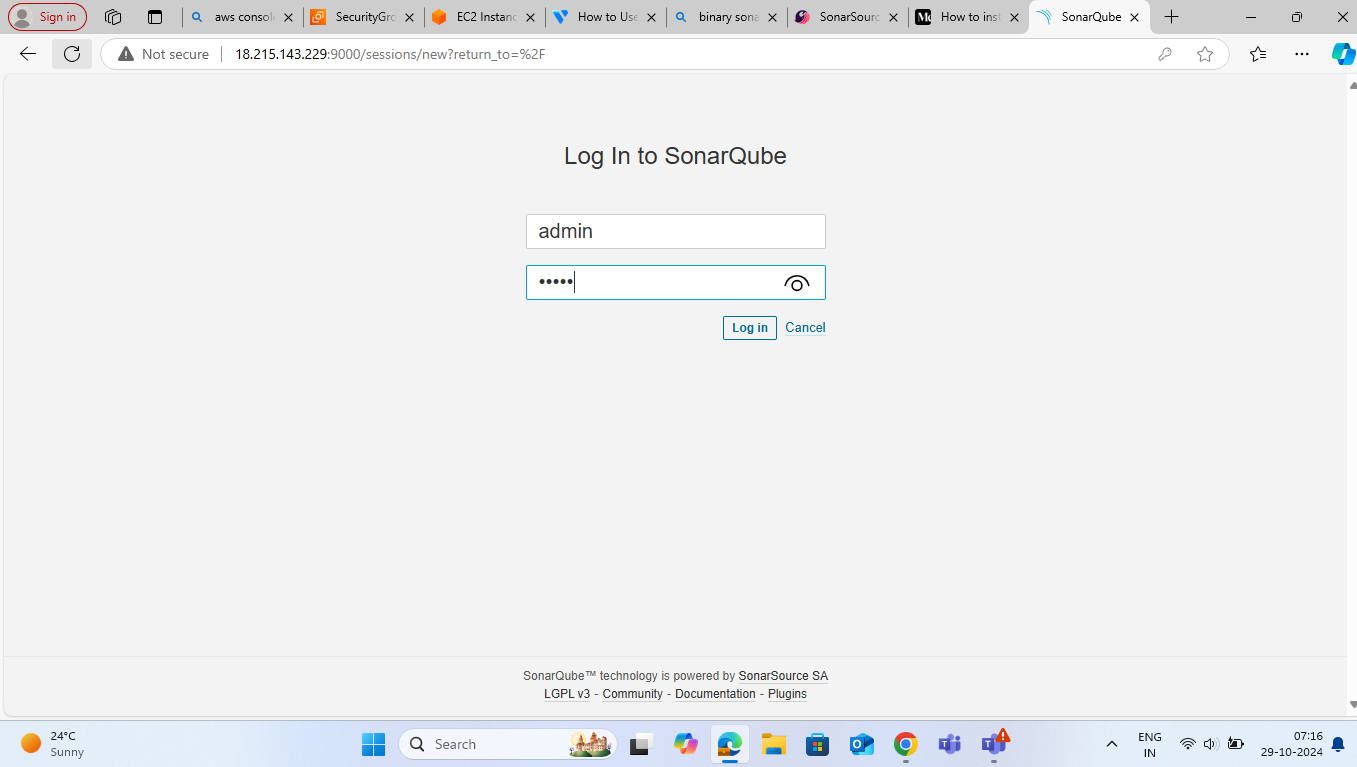 Sign in
aws consol
SecurityGro
EC2 Instanc
How to Use
binary sona
SonarSourc
How to inst
SonarQube
Not secure
18.215.143.229:9000/sessions/new?return_to=%2F
Log In to SonarQube
admin
•••••
Log in Cancel
SonarQube™ technology is powered by SonarSource SA
LGPL v3 - Community - Documentation - Plugins
24°C
Sunny
Search
ENG
IN
07:16
29-10-2024